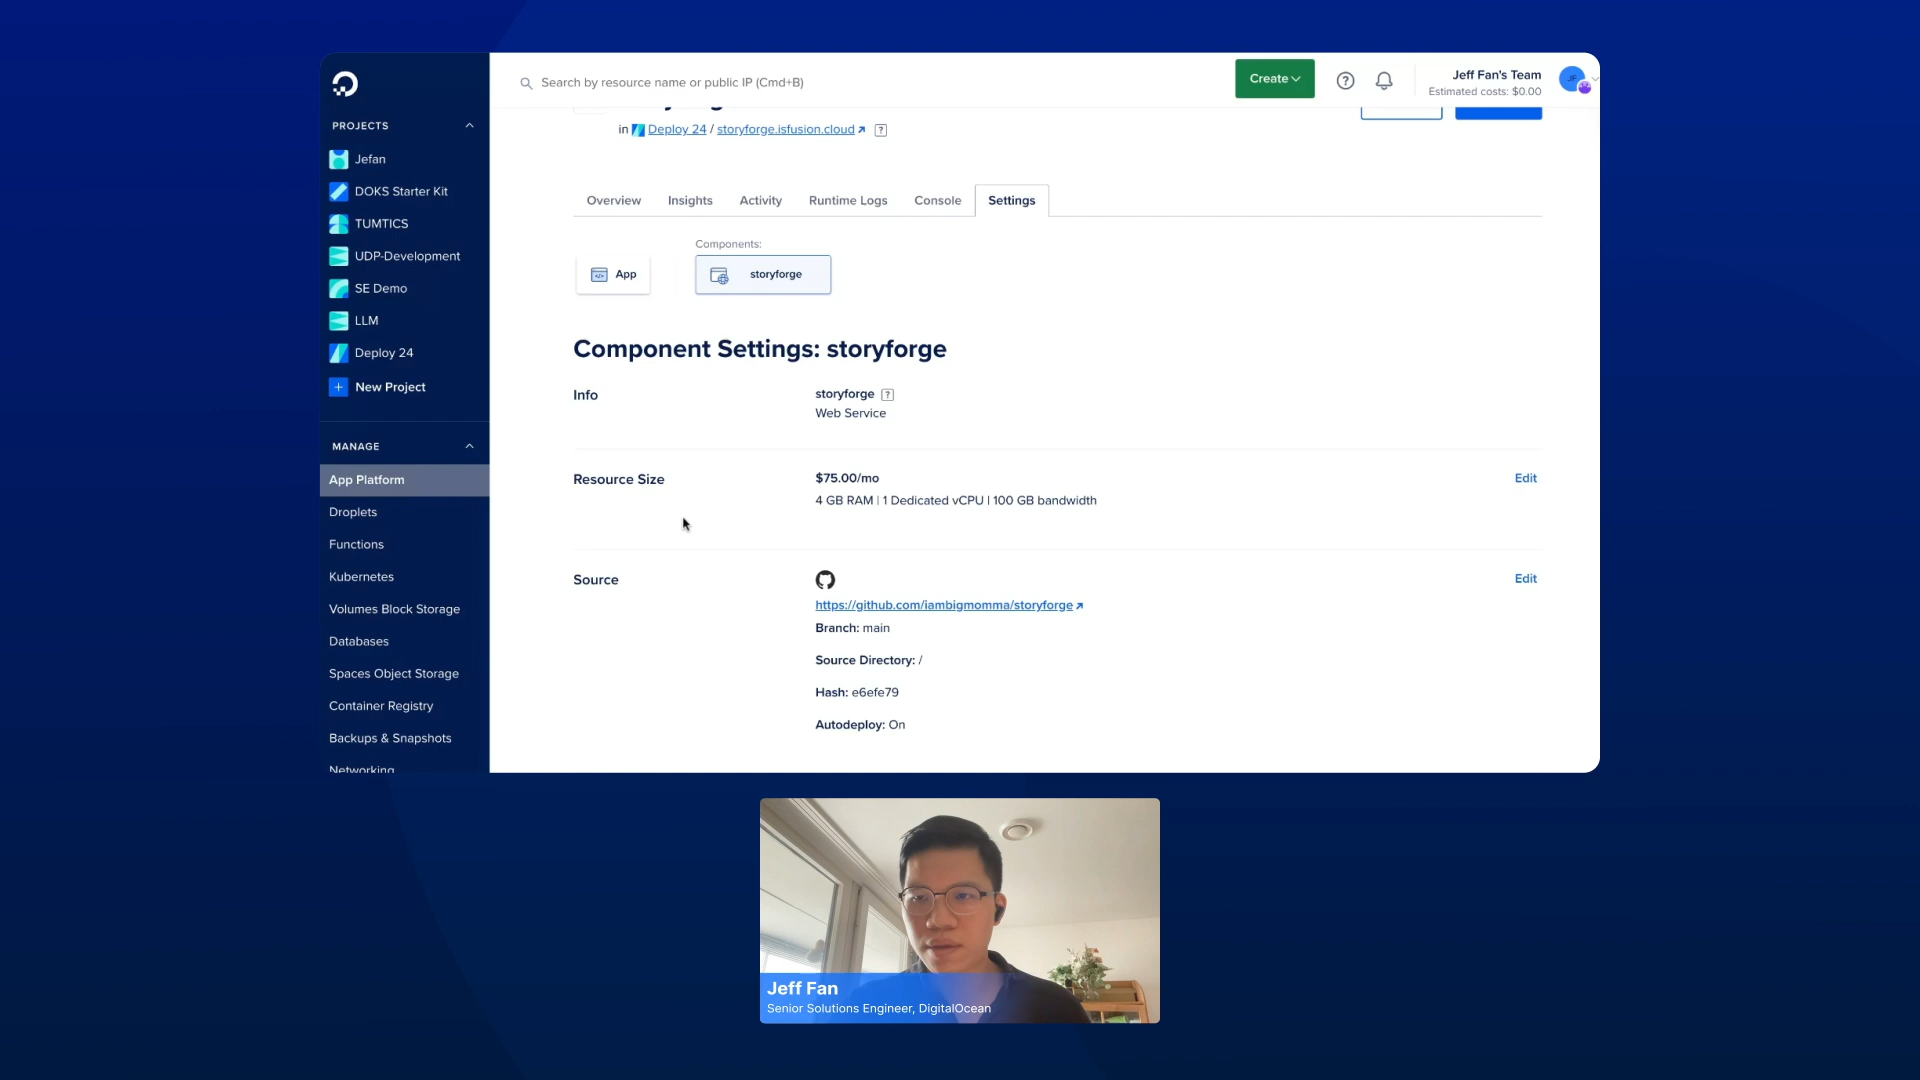 Search by resource name or public IP (Cmd+B)
Create
Jeff Fan's Team
Estimated costs: $0.00
JF
PROJECTS
Jefan
DOKS Starter Kit
TUMTICS
UDP-Development
SE Demo
LLM
Deploy 24
New Project
MANAGE
App Platform
Droplets
Functions
Kubernetes
Volumes Block Storage
Databases
Spaces Object Storage
Container Registry
Backups & Snapshots
Networking
in Deploy 24 / storyforge.isfusion.cloud ?
Overview Insights Activity Runtime Logs Console Settings
Components:
App
storyforge
Component Settings: storyforge
Info
storyforge ?
Web Service
Resource Size
$75.00/mo
Edit
4 GB RAM | 1 Dedicated vCPU | 100 GB bandwidth
Source
Edit
https://github.com/iambigmomma/storyforge
Branch: main
Source Directory: /
Hash: e6efe79
Autodeploy: On
Jeff Fan
Senior Solutions Engineer, DigitalOcean